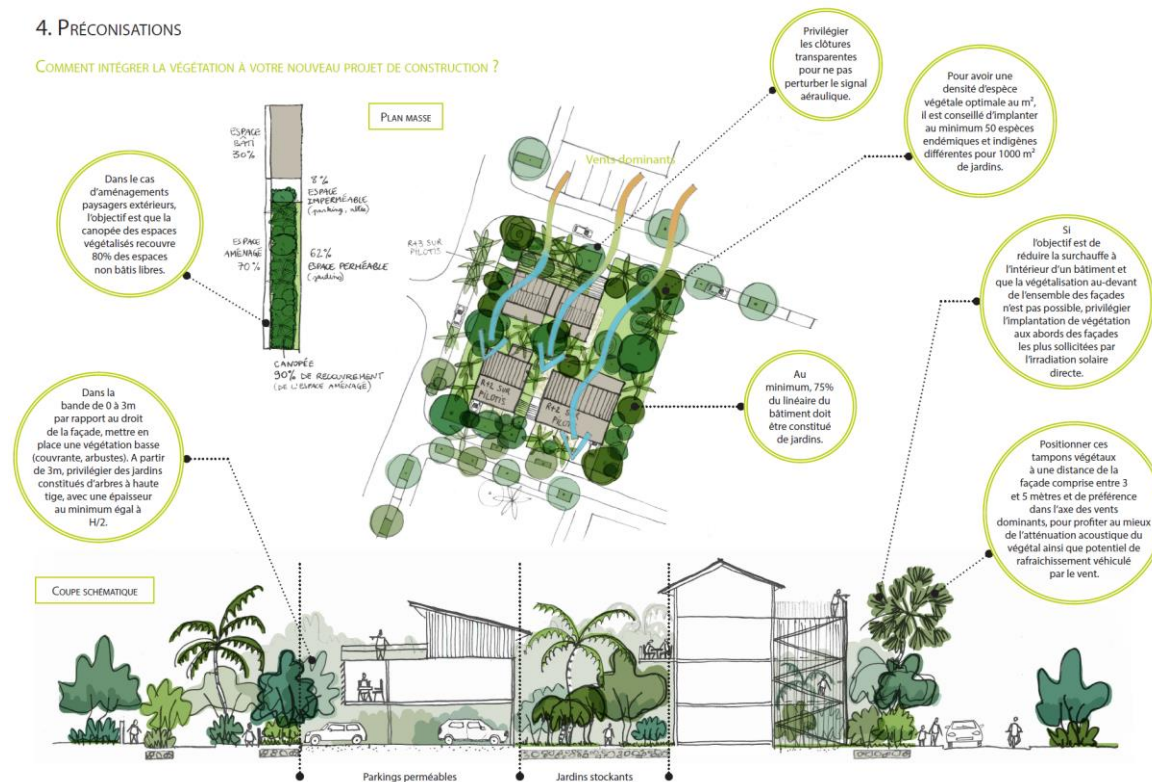 4. PRÉCONISATIONS
COMMENT INTÉGRER LA VÉGÉTATION À VOTRE NOUVEAU PROJET DE CONSTRUCTION ?
PLAN MASSE
Privilégier
les clôtures
transparentes
pour ne pas
perturber le signal
aéraulique.
Pour avoir une
densité d'espèce
végétale optimale au m²,
il est conseillé d'implanter
au minimum 50 espèces
endémiques et indigènes
différentes pour 1000 m²
de jardins.
Vents dominants
ESPACE
BÂTI
30%
8%
ESPACE
IMPERMÉABLE
(parking, allée)
ESPACE
AMÉNAGÉ
70%
62%
ESPACE PERMÉABLE
(jardins)
CANOPÉE
90% DE RECOUVREMENT
(DE L'ESPACE AMÉNAGÉ)
Dans le cas
d'aménagements
paysagers extérieurs,
l'objectif est que la
canopée des espaces
végétalisés recouvre
80% des espaces
non bâtis libres.
R+3 SUR
PILOTIS
R+2 SUR
PILOTIS
R+2 SUR
PILOTIS
Si
l'objectif est de
réduire la surchauffe à
l'intérieur d'un bâtiment et
que la végétalisation au-devant
de l'ensemble des façades
n'est pas possible, privilégier
l'implantation de végétation
aux abords des façades
les plus sollicitées par
l'irradiation solaire
directe.
Au
minimum, 75%
du linéaire du
bâtiment doit
être constitué
de jardins.
Dans la
bande de 0 à 3m
par rapport au droit
de la façade, mettre en
place une végétation basse
(couvrante, arbustes). A partir
de 3m, privilégier des jardins
constitués d'arbres à haute
tige, avec une épaisseur
au minimum égal à
H/2.
Positionner ces
tampons végétaux
à une distance de la
façade comprise entre 3
et 5 mètres et de préférence
dans l'axe des vents
dominants, pour profiter au mieux
de l'atténuation acoustique du
végétal ainsi que potentiel de
rafraichissement véhiculé
par le vent.
COUPE SCHÉMATIQUE
Parkings perméables
Jardins stockants